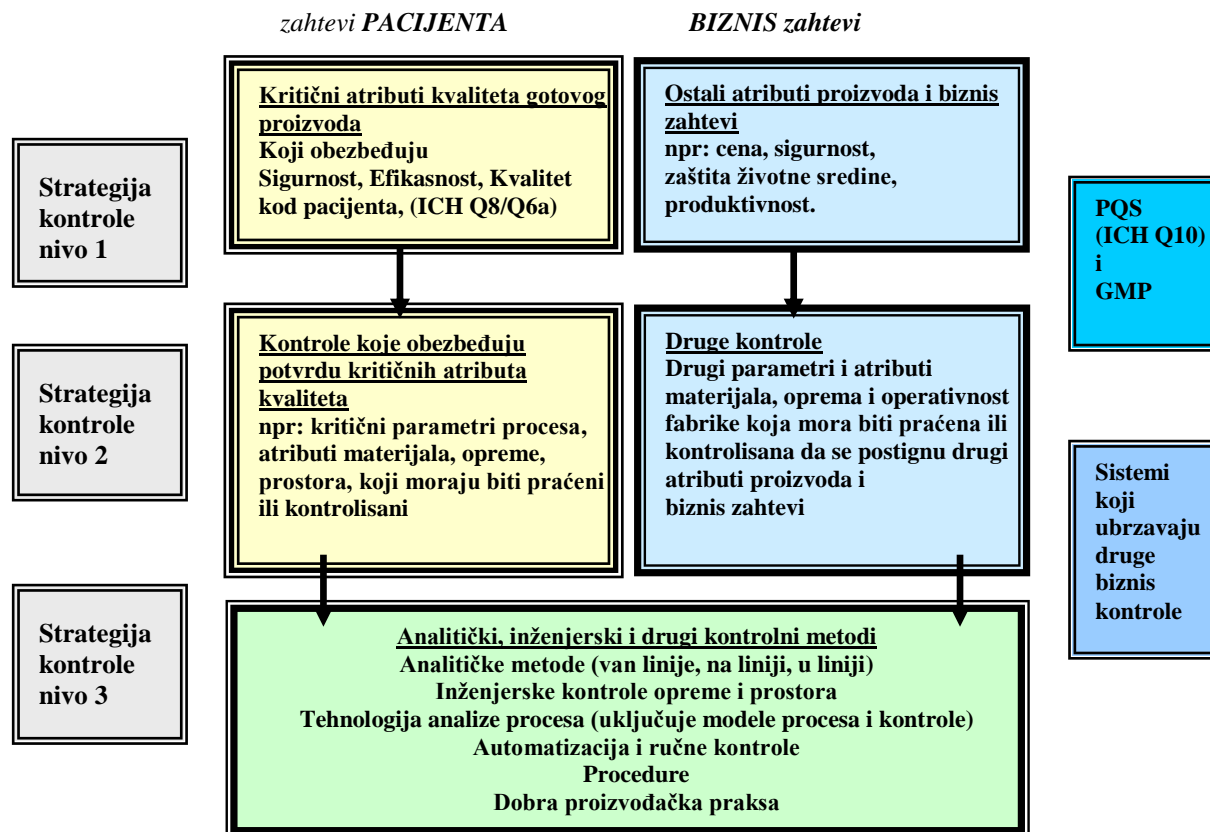 zahtevi PACIJENTA
BIZNIS zahtevi
Strategija
kontrole
nivo 1
Kritični atributi kvaliteta gotovog
proizvoda
Koji obezbeđuju
Sigurnost, Efikasnost, Kvalitet
kod pacijenta, (ICH Q8/Q6a)
Ostali atributi proizvoda i biznis
zahtevi
npr: cena, sigurnost,
zaštita životne sredine,
produktivnost.
PQS
(ICH Q10)
i
GMP
Strategija
kontrole
nivo 2
Kontrole koje obezbeđuju
potvrdu kritičnih atributa
kvaliteta
npr: kritični parametri procesa,
atributi materijala, opreme,
prostora, koji moraju biti praćeni
ili kontrolisani
Druge kontrole
Drugi parametri i atributi
materijala, oprema i operativnost
fabrike koja mora biti praćena ili
kontrolisana da se postignu drugi
atributi proizvoda i
biznis zahtevi
Sistemi
koji
ubrzavaju
druge
biznis
kontrole
Strategija
kontrole
nivo 3
Analitički, inženjerski i drugi kontrolni metodi
Analitičke metode (van linije, na liniji, u liniji)
Inženjerske kontrole opreme i prostora
Tehnologija analize procesa (uključuje modele procesa i kontrole)
Automatizacija i ručne kontrole
Procedure
Dobra proizvođačka praksa